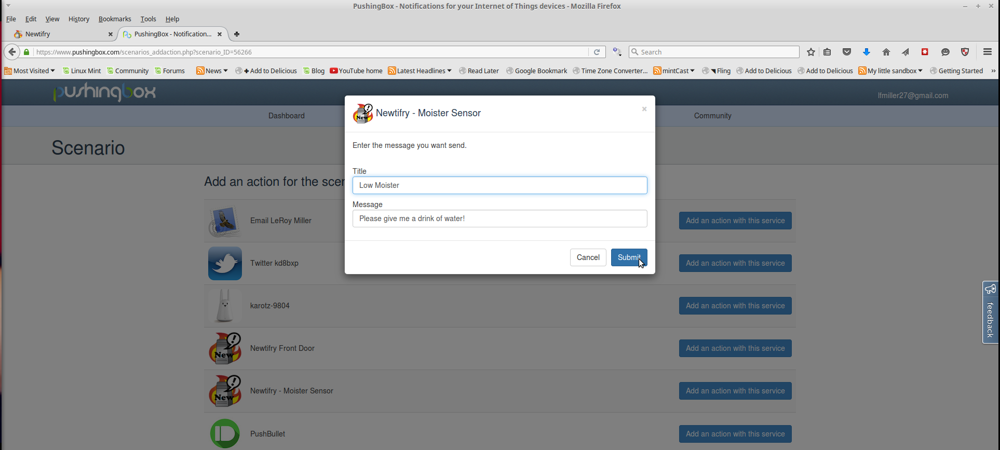 PushingBox - Notifications for your Internet of Things devices - Mozilla Firefox
File Edit View History Bookmarks Tools Help
Newtifry PushingBox - Notification...
https://www.pushingbox.com/scenarios_addaction.php?scenario_ID=56266 Search
Most Visited Linux Mint Community Forums News + Add to Delicious Blog YouTube home Latest Headlines Read Later Google Bookmark Time Zone Converter... mintCast Fling Add to Delicious Add to Delicious My little sandbox Getting Started »
pushingbox
lfmiller27@gmail.com
Dashboard Community
Scenario
Add an action for the scen
New Newtifry - Moister Sensor ×
Enter the message you want send.
Title
Low Moister
Message
Please give me a drink of water!
Cancel Submit
Email LeRoy Miller Add an action with this service
Twitter kd8bxp Add an action with this service
karotz-9804 Add an action with this service
New Newtifry Front Door Add an action with this service
New Newtifry - Moister Sensor Add an action with this service
PushBullet Add an action with this service
feedback